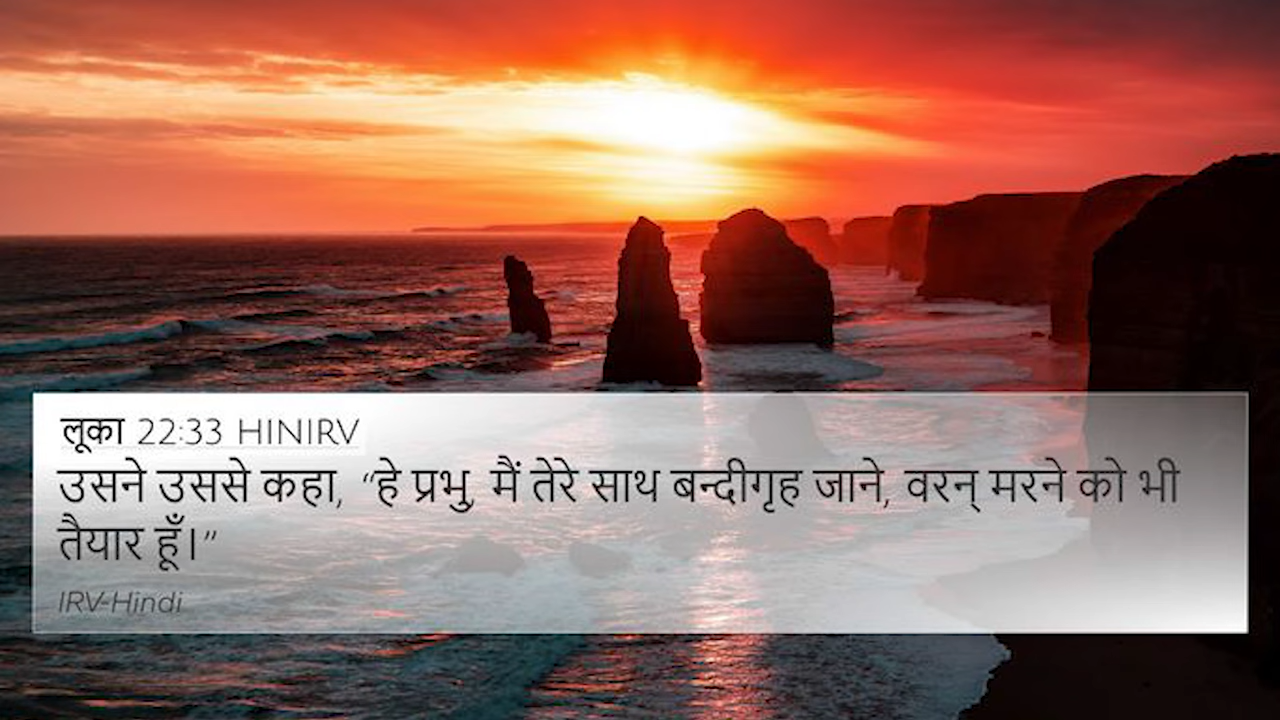 लूका 22:33 HINIRV
उसने उससे कहा, “हे प्रभु, मैं तेरे साथ बन्दीगृह जाने, वरन् मरने को भी
तैयार हूँ।”
IRV-Hindi